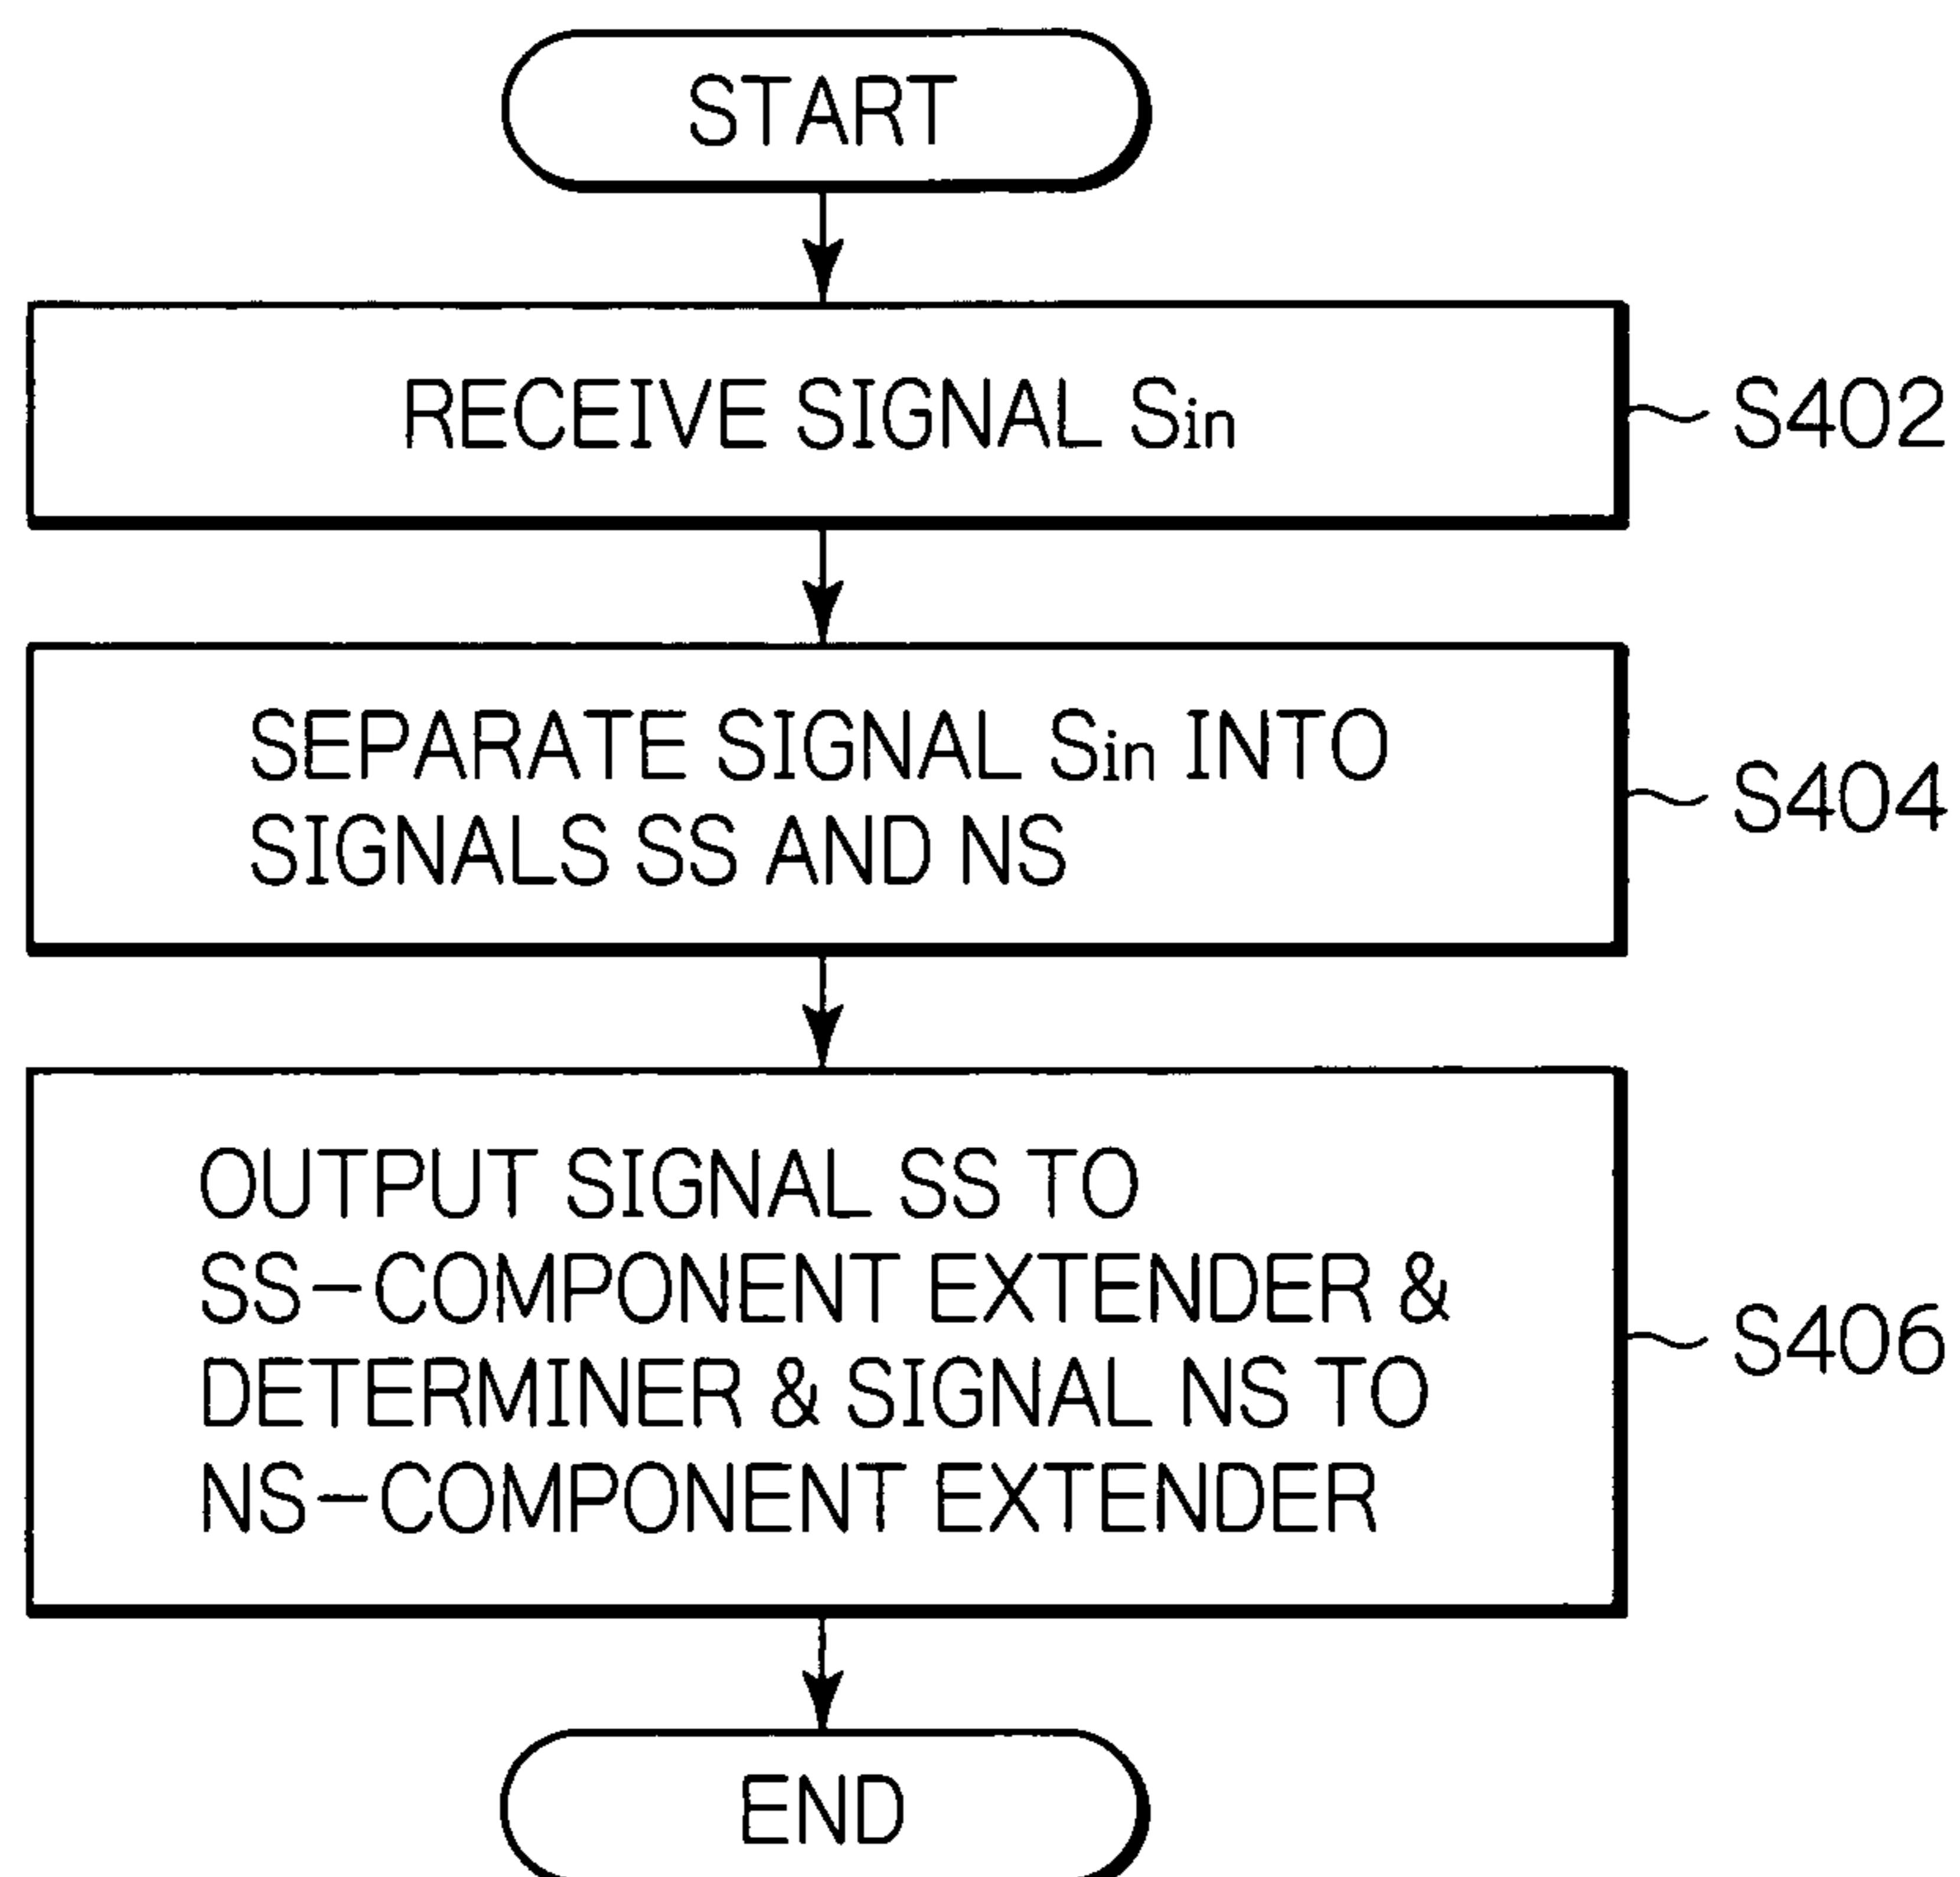 START
RECEIVE SIGNAL Sin
S402
SEPARATE SIGNAL Sin INTO
SIGNALS SS AND NS
S404
OUTPUT SIGNAL SS TO
SS-COMPONENT EXTENDER &
DETERMINER & SIGNAL NS TO
NS-COMPONENT EXTENDER
S406
END